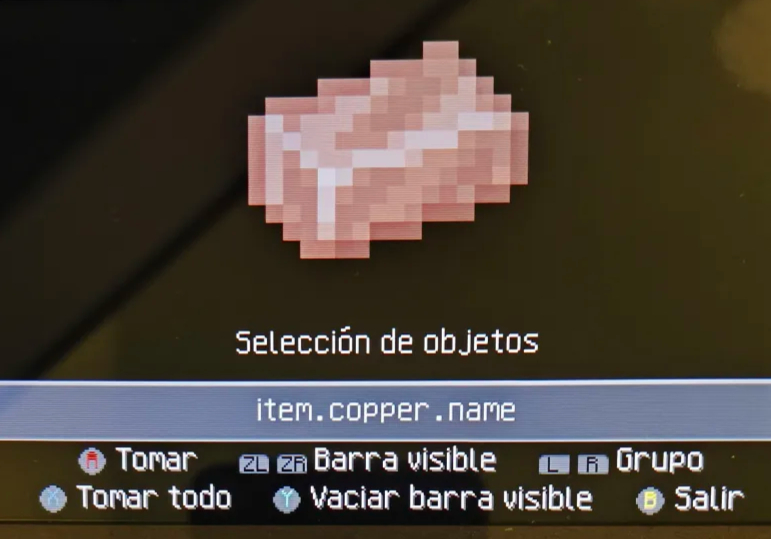 Selección de objetos
item.copper.name
A Tomar ZL ZR Barra visible L R Grupo
X Tomar todo Y Vaciar barra visible B Salir